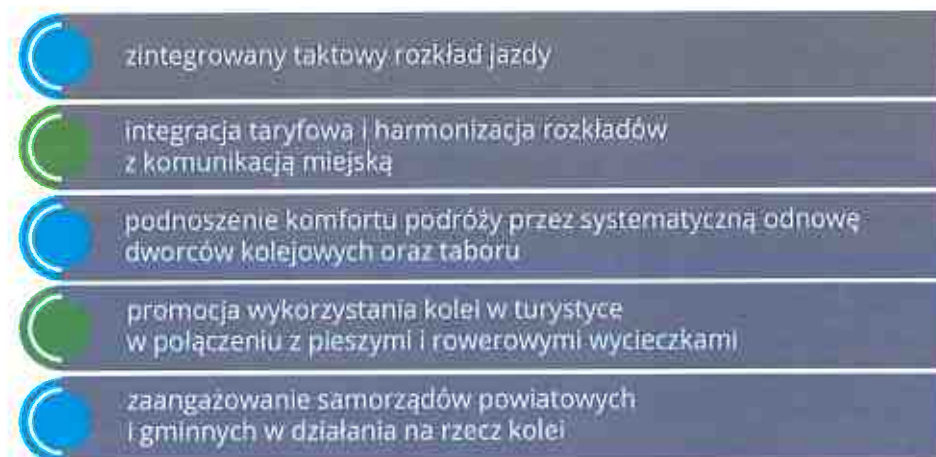 zintegrowany taktowy rozkład jazdy
integracja taryfowa i harmonizacja rozkładów
z komunikacją miejską
podnoszenie komfortu podróży przez systematyczną odnowę
dworców kolejowych oraz taboru
promocja wykorzystania kolei w turystyce
w połączeniu z pieszymi i rowerowymi wycieczkami
zaangażowanie samorządów powiatowych
i gminnych w działania na rzecz kolei